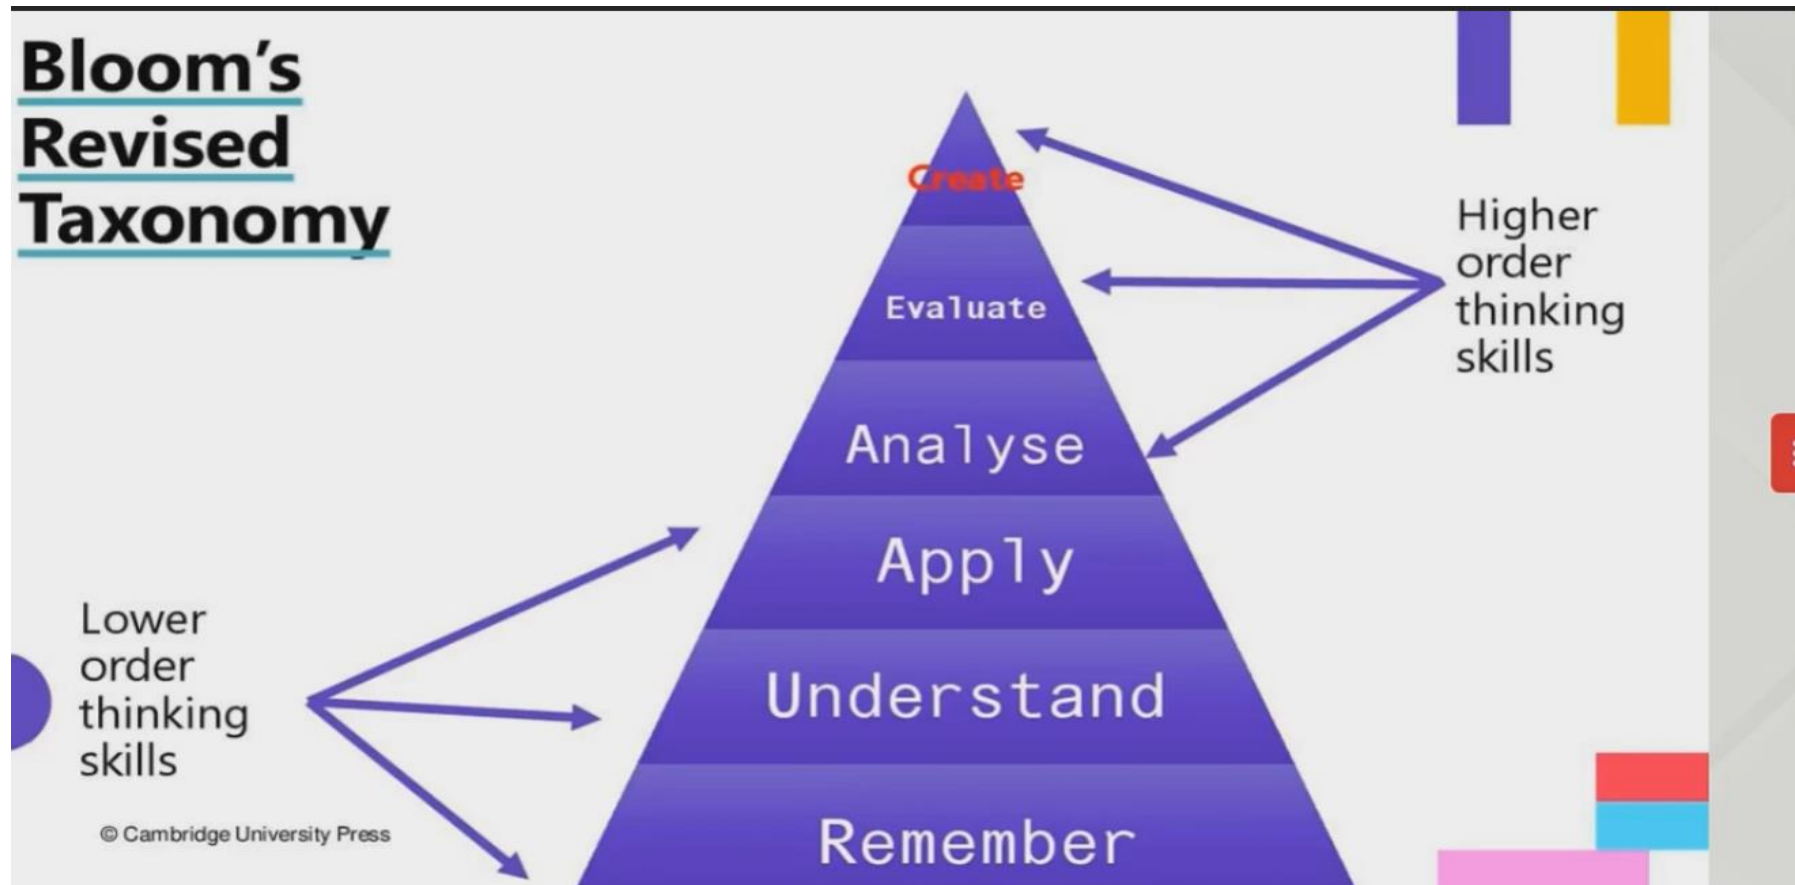 Bloom's
Revised
Taxonomy
Create
Evaluate
Analyse
Apply
Understand
Remember
Higher
order
thinking
skills
Lower
order
thinking
skills
© Cambridge University Press